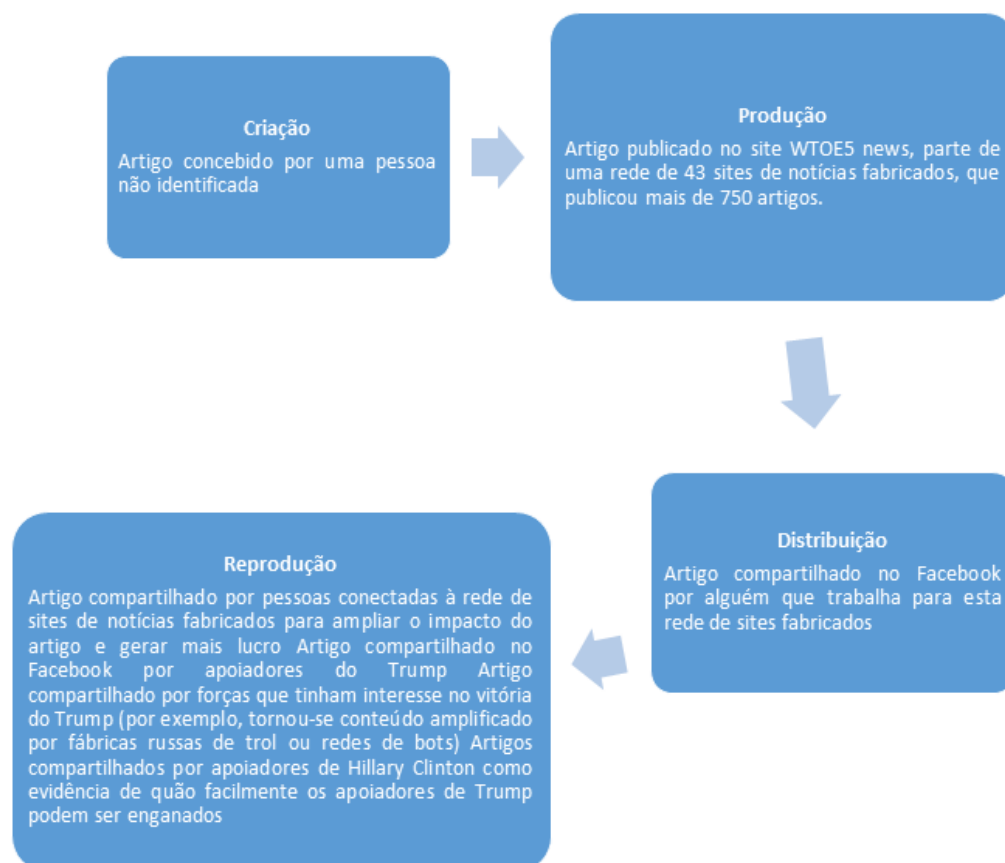 Criação
Artigo concebido por uma pessoa
não identificada
Produção
Artigo publicado no site WTOE5 news, parte de
uma rede de 43 sites de notícias fabricados, que
publicou mais de 750 artigos.
Distribuição
Artigo compartilhado no Facebook
por alguém que trabalha para esta
rede de sites fabricados
Reprodução
Artigo compartilhado por pessoas conectadas à rede de
sites de notícias fabricados para ampliar o impacto do
artigo e gerar mais lucro Artigo compartilhado no
Facebook por apoiadores do Trump Artigo
compartilhado por forças que tinham interesse no vitória
do Trump (por exemplo, tornou-se conteúdo amplificado
por fábricas russas de trol ou redes de bots) Artigos
compartilhados por apoiadores de Hillary Clinton como
evidência de quão facilmente os apoiadores de Trump
podem ser enganados